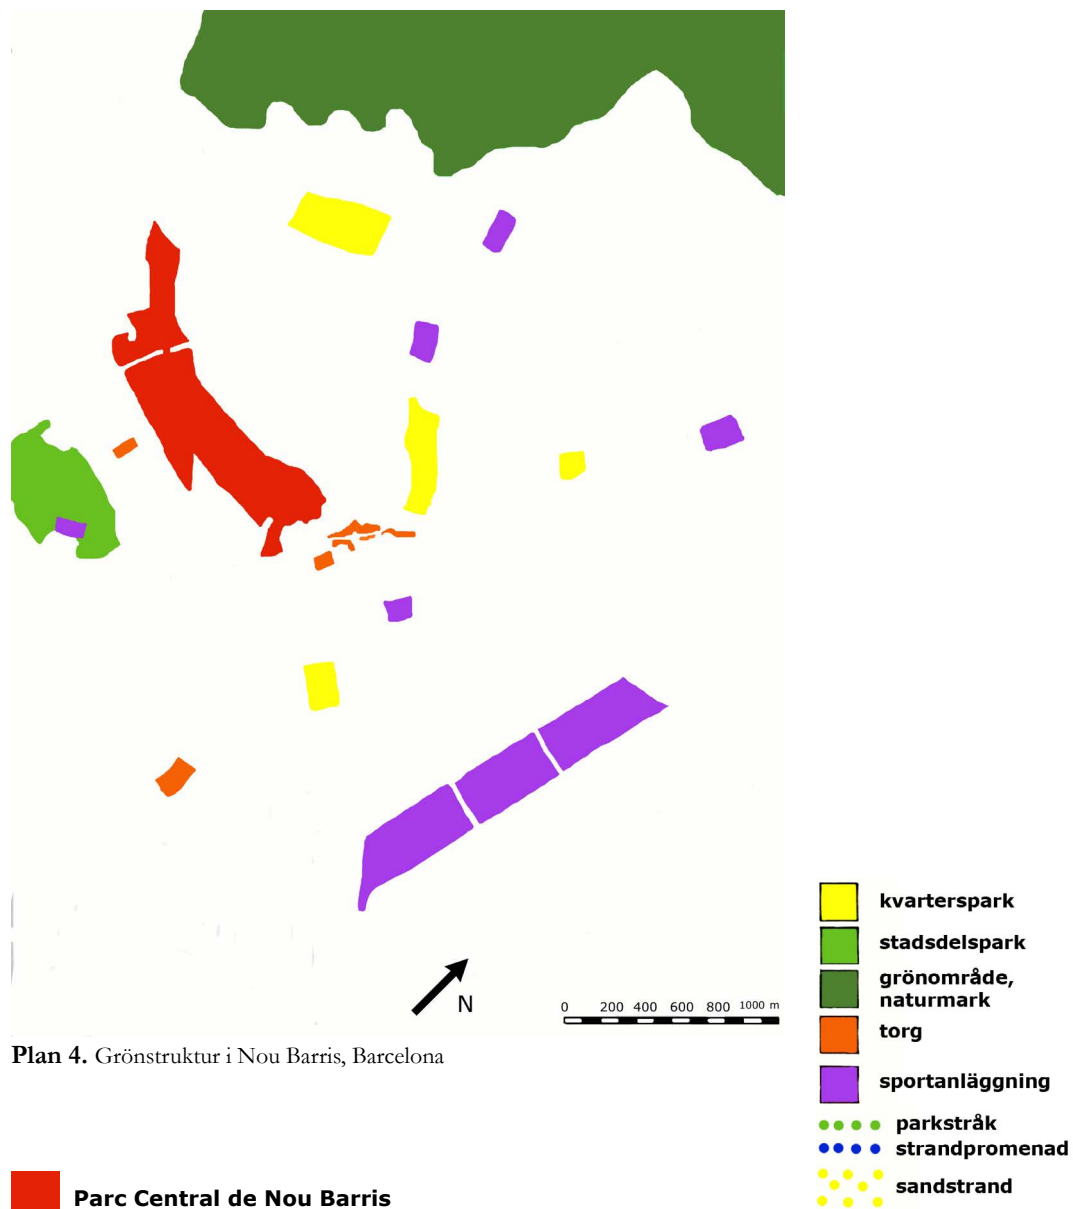 N
0 200 400 600 800 1000 m
Plan 4. Grönstruktur i Nou Barris, Barcelona
kvarterspark
stadsdelspark
grönområde,
naturmark
torg
sportanläggning
parkstråk
strandpromenad
sandstrand
Parc Central de Nou Barris